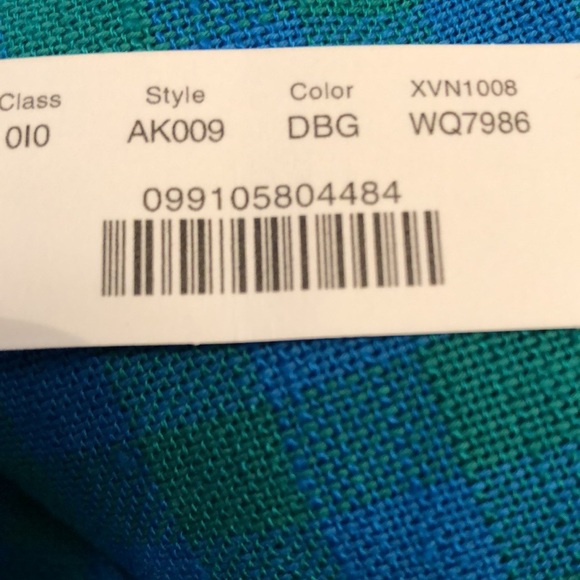 Class Style Color XVN1008
0I0 AK009 DBG WQ7986
099105804484